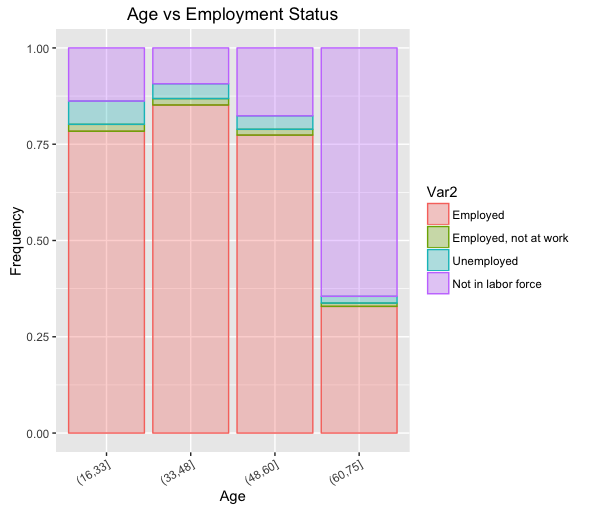 Age vs Employment Status
Frequency
1.00
0.75
0.50
0.25
0.00
(16,33]
(33,48]
(48,60]
(60,75]
Age
Var2
Employed
Employed, not at work
Unemployed
Not in labor force